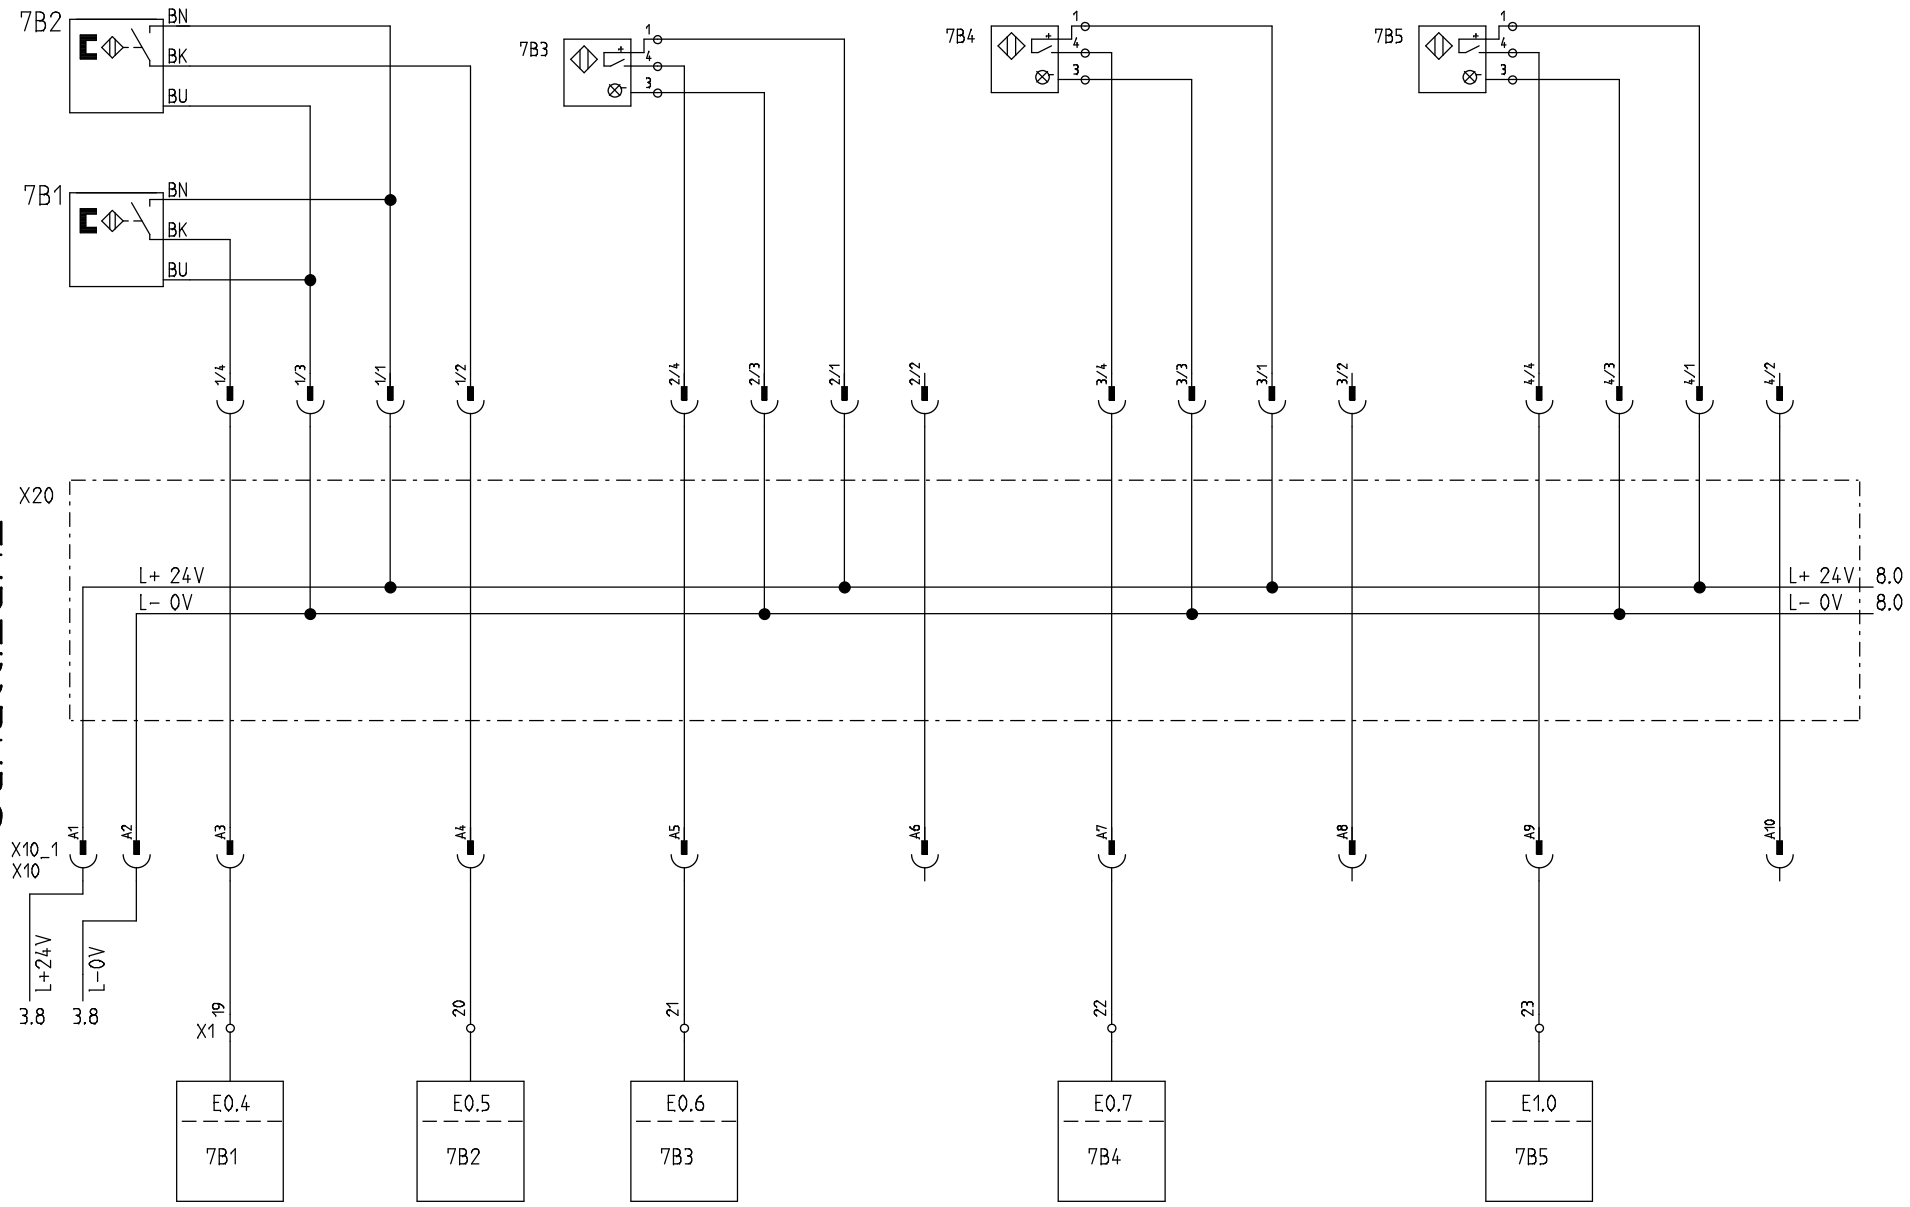 7B2 BN
BK
BU
7B1 BN
BK
BU
7B3 1
+ 4
- 3
7B4 1
+ 4
- 3
7B5 1
+ 4
- 3
1/4 1/3 1/1 1/2 2/4 2/3 2/1 2/2 3/4 3/3 3/1 3/2 4/4 4/3 4/1 4/2
X20
L+ 24V L+ 24V 8.0
L- 0V L- 0V 8.0
A1 A2 A3 A4 A5 A6 A7 A8 A9 A10
X10_1
X10
L+24V L-0V
3.8 3.8
19 20 21 22 23
X1
E0.4 E0.5 E0.6 E0.7 E1.0
7B1 7B2 7B3 7B4 7B5